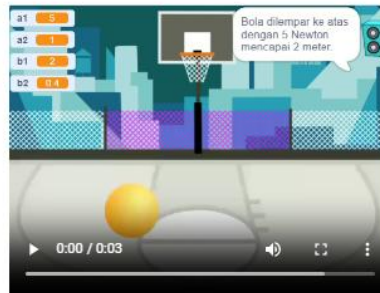 a1 5
a2 1
b1 2
b2 0.4
Bola dilempar ke atas
dengan 5 Newton
mencapai 2 meter.
0:00 / 0:03